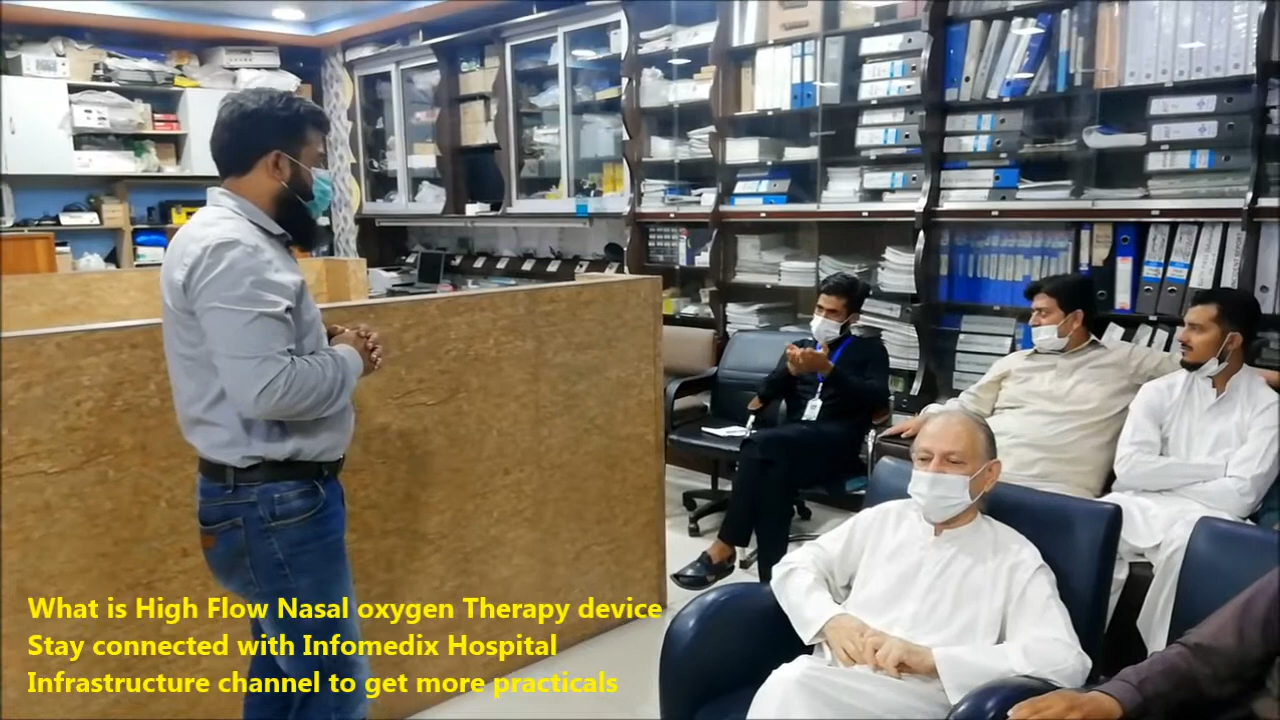 What is High Flow Nasal oxygen Therapy device
Stay connected with Infomedix Hospital
Infrastructure channel to get more practicals